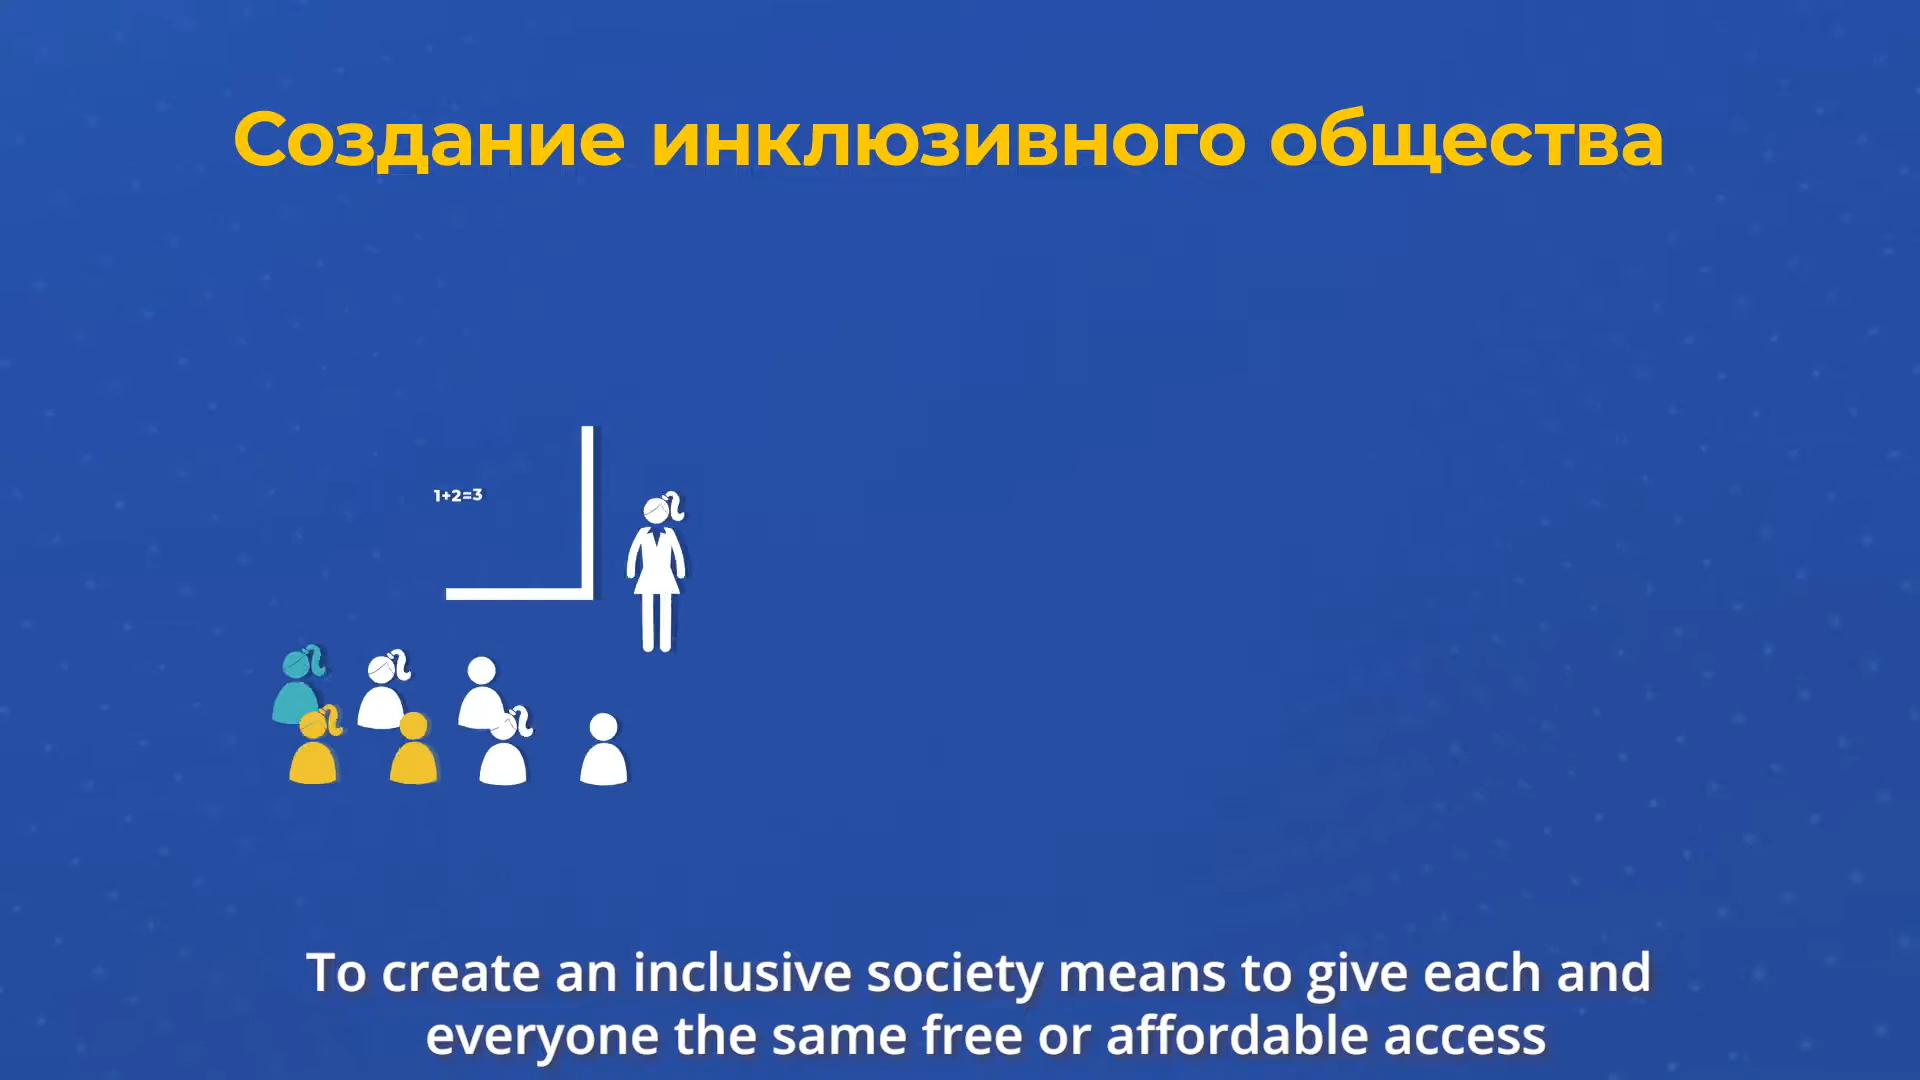 Создание инклюзивного общества
1+2=3
To create an inclusive society means to give each and
everyone the same free or affordable access